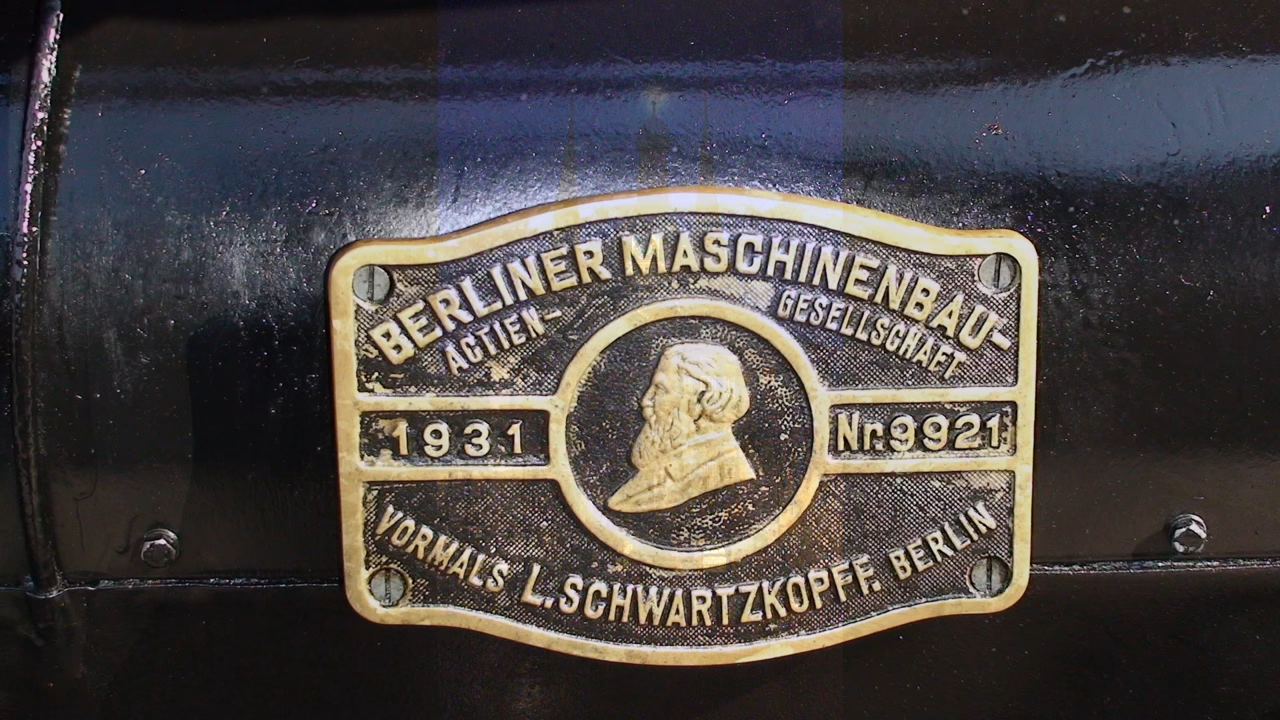 BERLINER MASCHINENBAU-
ACTIEN- GESELLSCHAFT
1931 Nr. 9921
VORMALS L. SCHWARTZKOPFF. BERLIN